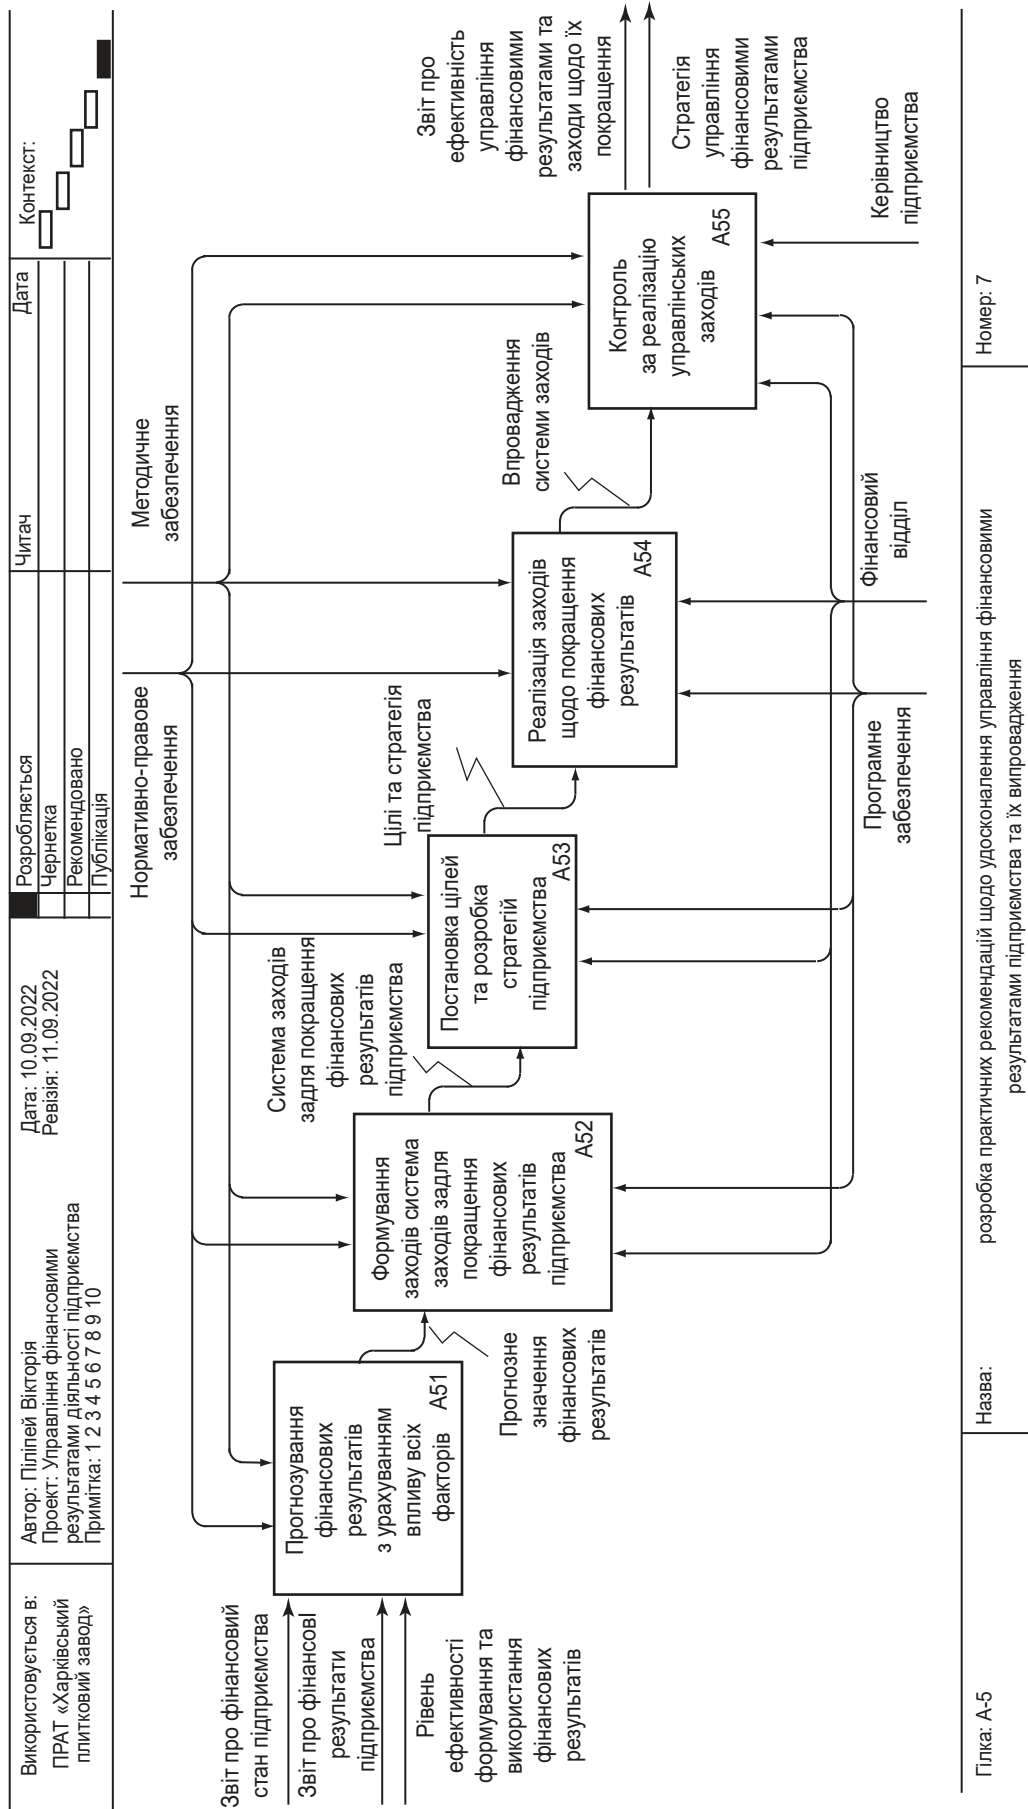 Використовується в:
ПРАТ «Харківський
плитковий завод»
Автор: Піліпей Вікторія
Проект: Управління фінансовими
результатами діяльності підприємства
Примітка: 1 2 3 4 5 6 7 8 9 10
Дата: 10.09.2022
Ревізія: 11.09.2022
Розробляється
Чернетка
Рекомендовано
Публікація
Читач
Дата
Контекст:
Нормативно-правове
забезпечення
Методичне
забезпечення
Звіт про фінансовий
стан підприємства
Звіт про фінансові
результати
підприємства
Рівень
ефективності
формування та
використання
фінансових
результатів
Прогнозування
фінансових
результатів
з урахуванням
впливу всіх
факторів
А51
Прогнозне
значення
фінансових
результатів
Формування
заходів система
заходів задля
покращення
фінансових
результатів
підприємства
А52
Система заходів
задля покращення
фінансових
результатів
підприємства
Постановка цілей
та розробка
стратегій
підприємства
А53
Цілі та стратегія
підприємства
Реалізація заходів
щодо покращення
фінансових
результатів
А54
Впровадження
системи заходів
Контроль
за реалізацію
управлінських
заходів
А55
Звіт про
ефективність
управління
фінансовими
результатами та
заходи щодо їх
покращення
Стратегія
управління
фінансовими
результатами
підприємства
Програмне
забезпечення
Фінансовий
відділ
Керівництво
підприємства
Гілка: А-5
Назва:
розробка практичних рекомендацій щодо удосконалення управління фінансовими
результатами підприємства та їх випровадження
Номер: 7